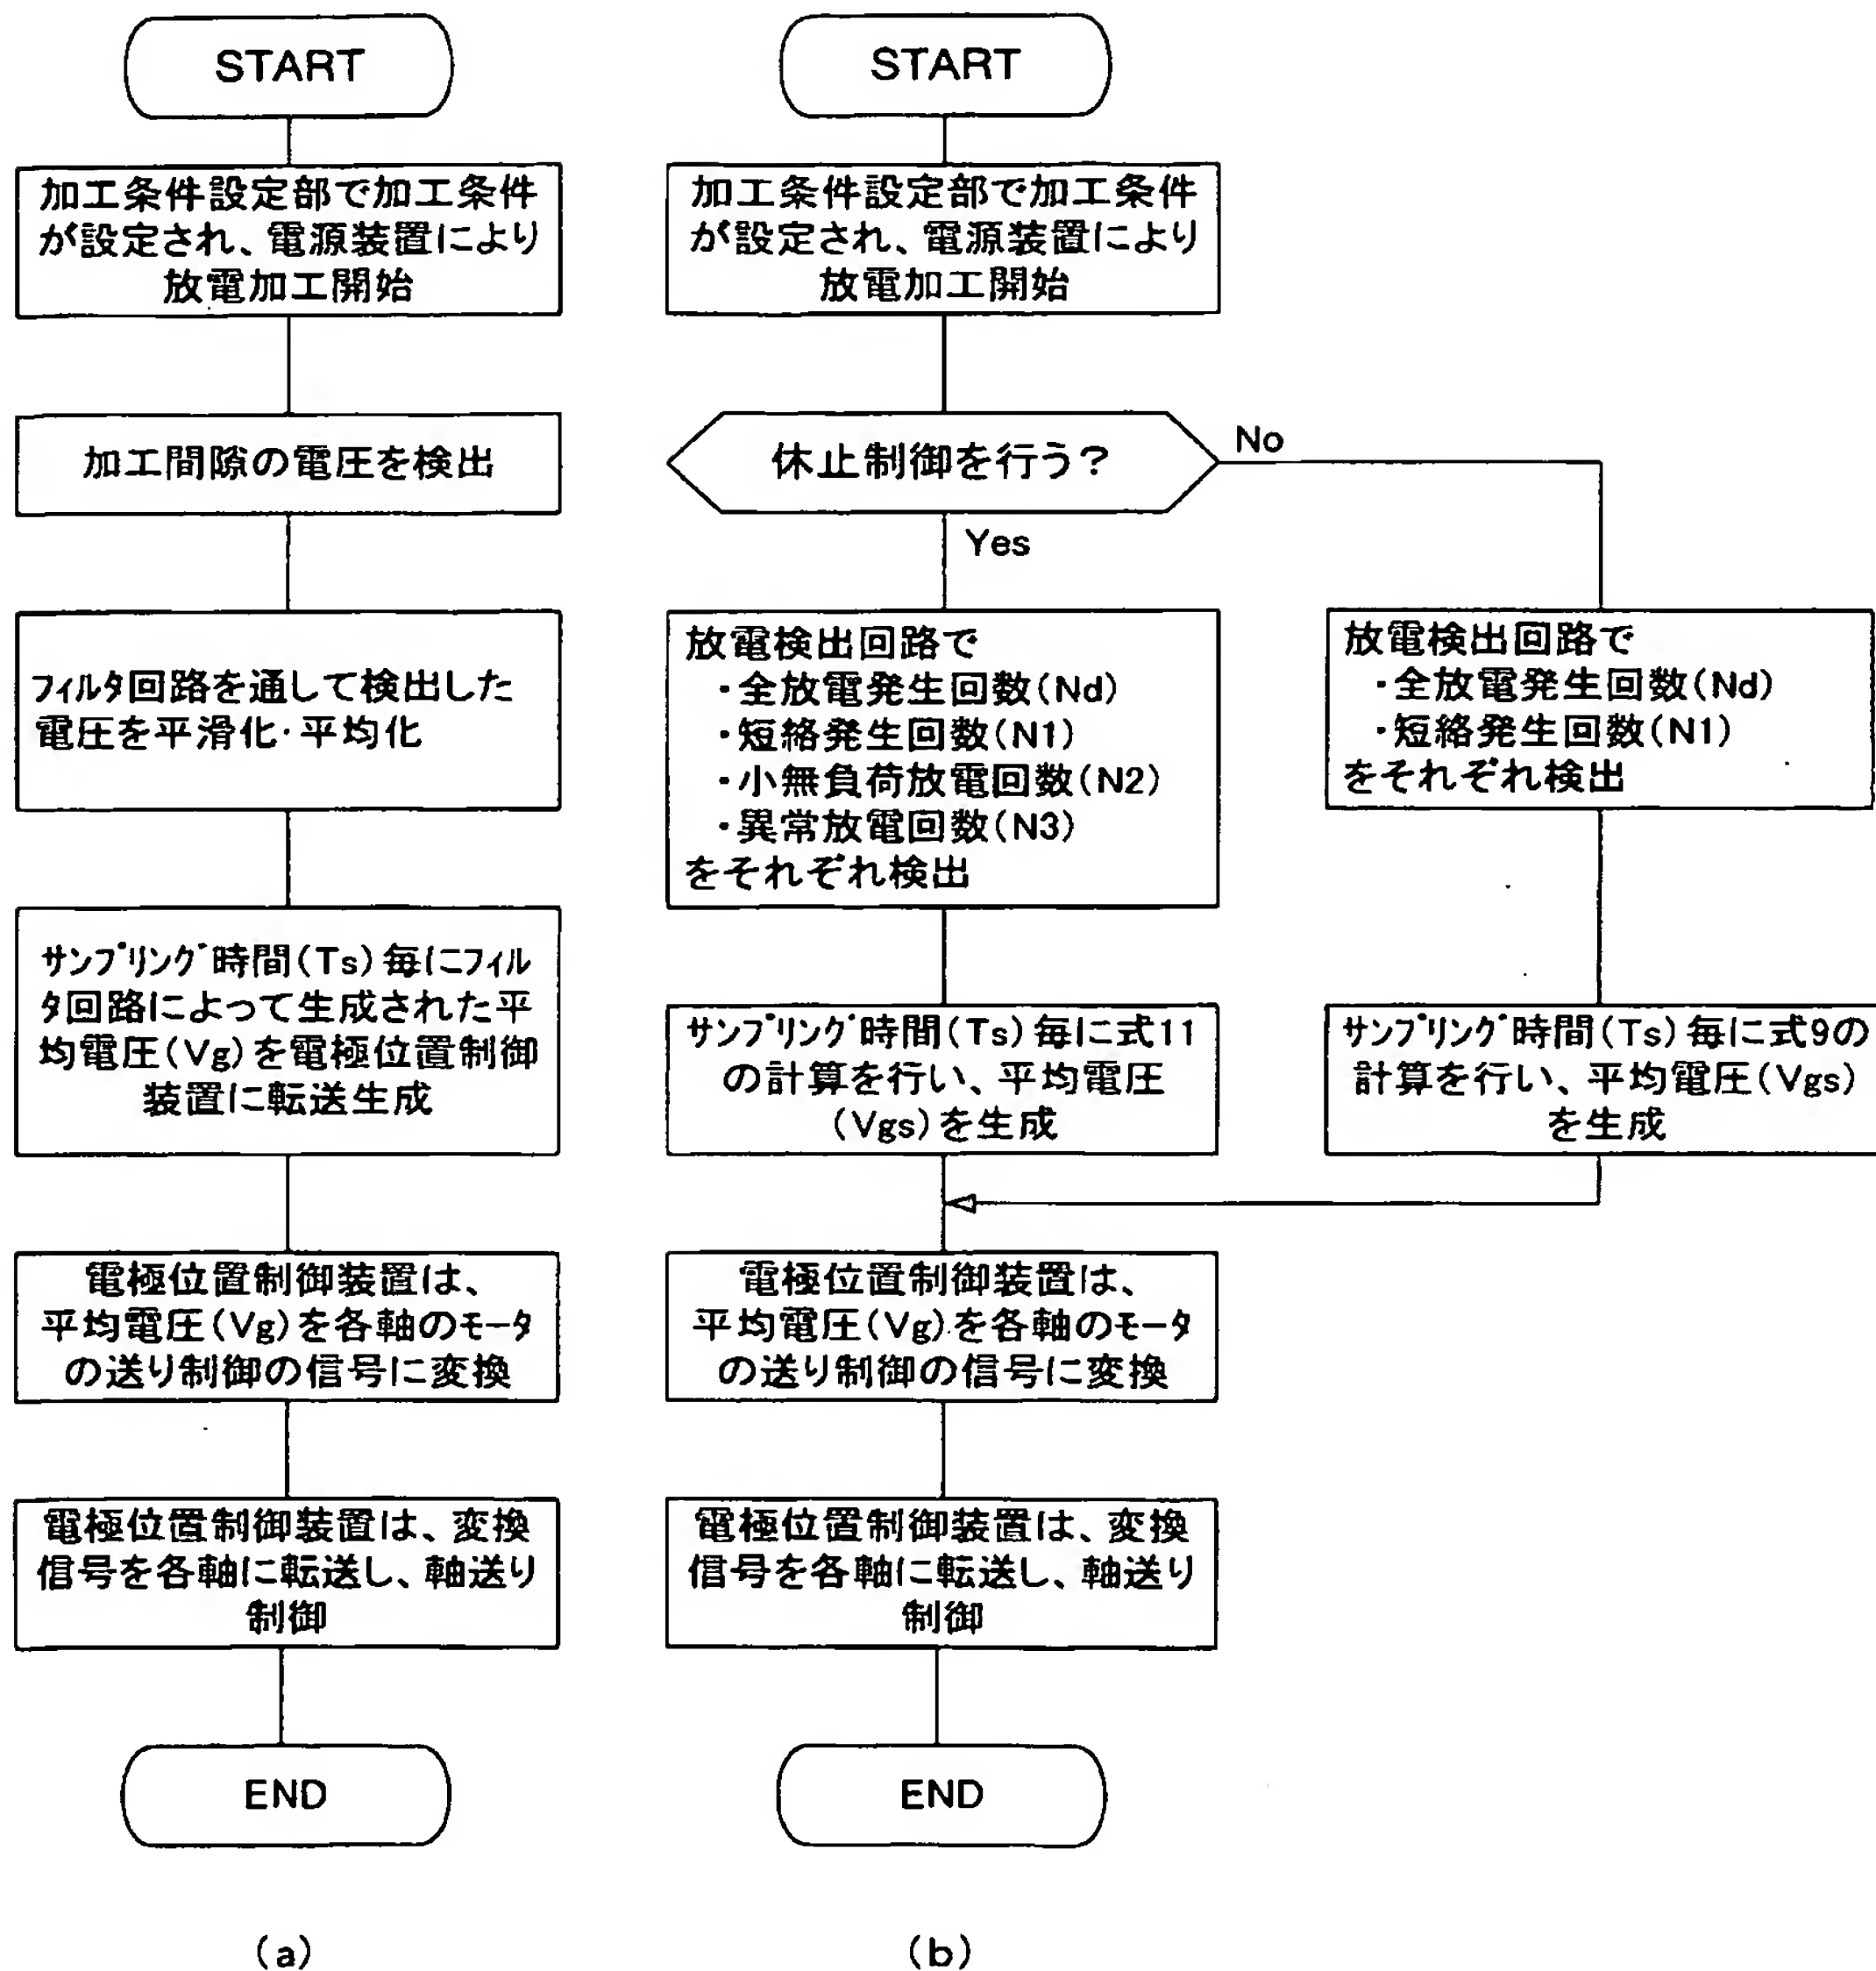 START
加工条件設定部で加工条件
が設定され、電源装置により
放電加工開始
加工間隙の電圧を検出
フィルタ回路を通して検出した
電圧を平滑化・平均化
サンプリング時間(Ts)毎にフィル
タ回路によって生成された平
均電圧(Vg)を電極位置制御
装置に転送生成
電極位置制御装置は、
平均電圧(Vg)を各軸のモータ
の送り制御の信号に変換
電極位置制御装置は、変換
信号を各軸に転送し、軸送り
制御
END
(a)
START
加工条件設定部で加工条件
が設定され、電源装置により
放電加工開始
休止制御を行う?
No
Yes
放電検出回路で
・全放電発生回数(Nd)
・短絡発生回数(N1)
・小無負荷放電回数(N2)
・異常放電回数(N3)
をそれぞれ検出
サンプリング時間(Ts)毎に式11
の計算を行い、平均電圧
(Vgs)を生成
放電検出回路で
・全放電発生回数(Nd)
・短絡発生回数(N1)
をそれぞれ検出
サンプリング時間(Ts)毎に式9の
計算を行い、平均電圧(Vgs)
を生成
電極位置制御装置は、
平均電圧(Vg)を各軸のモータ
の送り制御の信号に変換
電極位置制御装置は、変換
信号を各軸に転送し、軸送り
制御
END
(b)